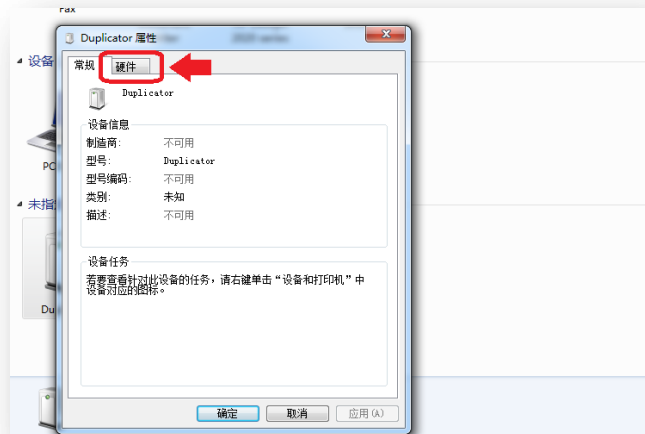 Fax
Duplicator 属性
设备
常规
硬件
Duplicator
设备信息
制造商: 不可用
型号: Duplicator
型号编码: 不可用
类别: 未知
描述: 不可用
PC
未指
设备任务
若要查看针对此设备的任务，请右键单击“设备和打印机”中
设备对应的图标。
Du
确定
取消
应用(A)